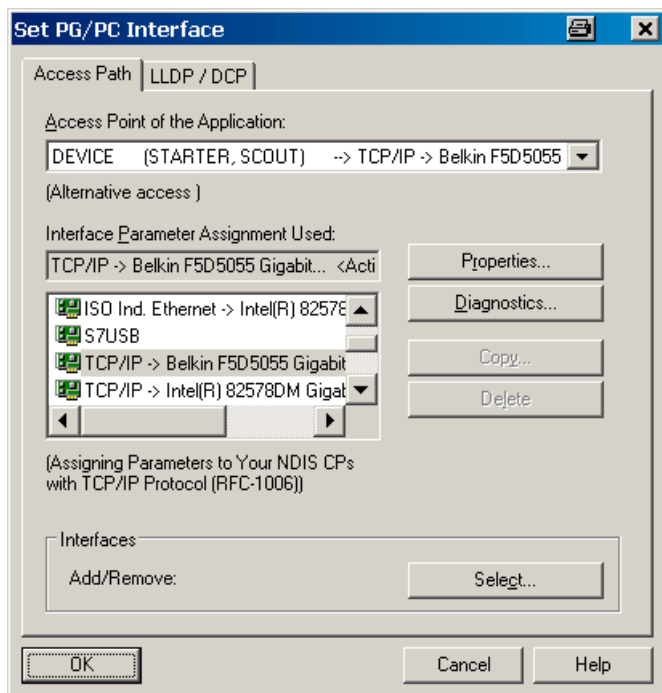 Set PG/PC Interface
Access Path
LLDP / DCP
Access Point of the Application:
DEVICE (STARTER, SCOUT) --> TCP/IP -> Belkin F5D5055
(Alternative access )
Interface Parameter Assignment Used:
TCP/IP -> Belkin F5D5055 Gigabit... <Acti
Properties...
ISO Ind. Ethernet -> Intel(R) 82578
Diagnostics...
S7USB
TCP/IP -> Belkin F5D5055 Gigabit
Copy...
TCP/IP -> Intel(R) 82578DM Gigat
Delete
(Assigning Parameters to Your NDIS CPs
with TCP/IP Protocol (RFC-1006))
Interfaces
Add/Remove:
Select...
OK
Cancel
Help